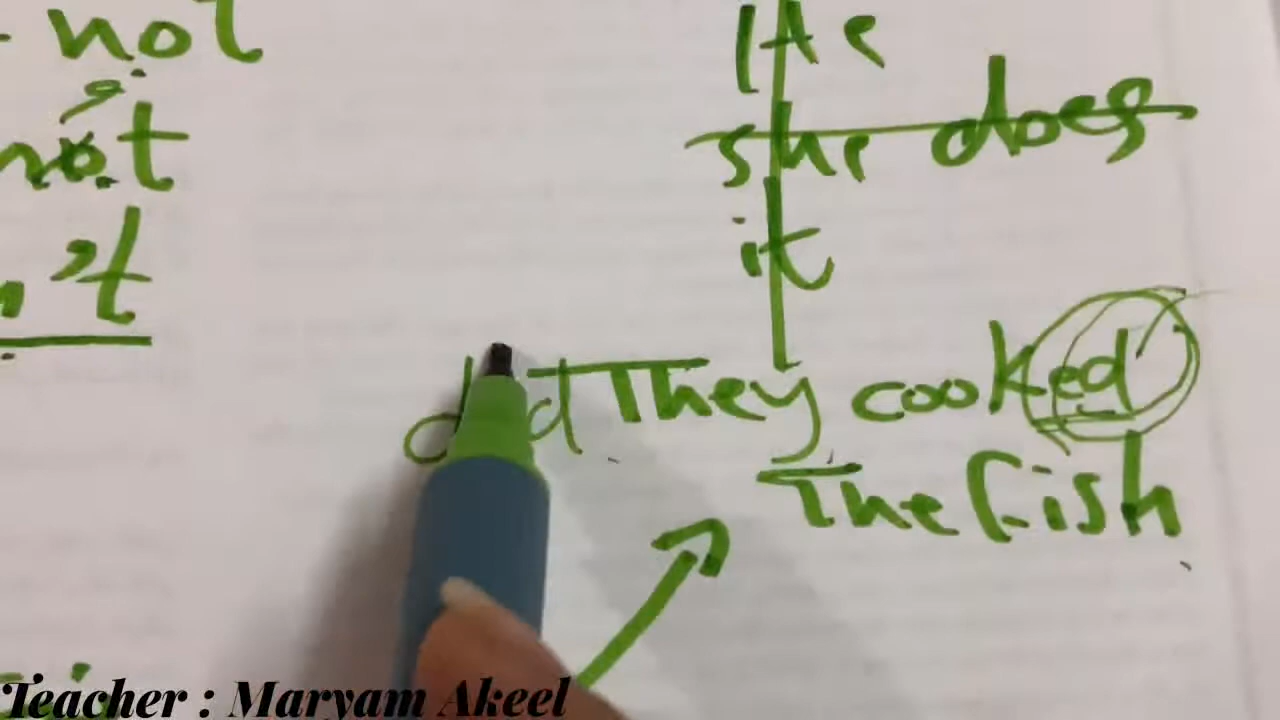 not
not
n't
He
she does
it
did They cooked
The fish
Teacher : Maryam Akeel